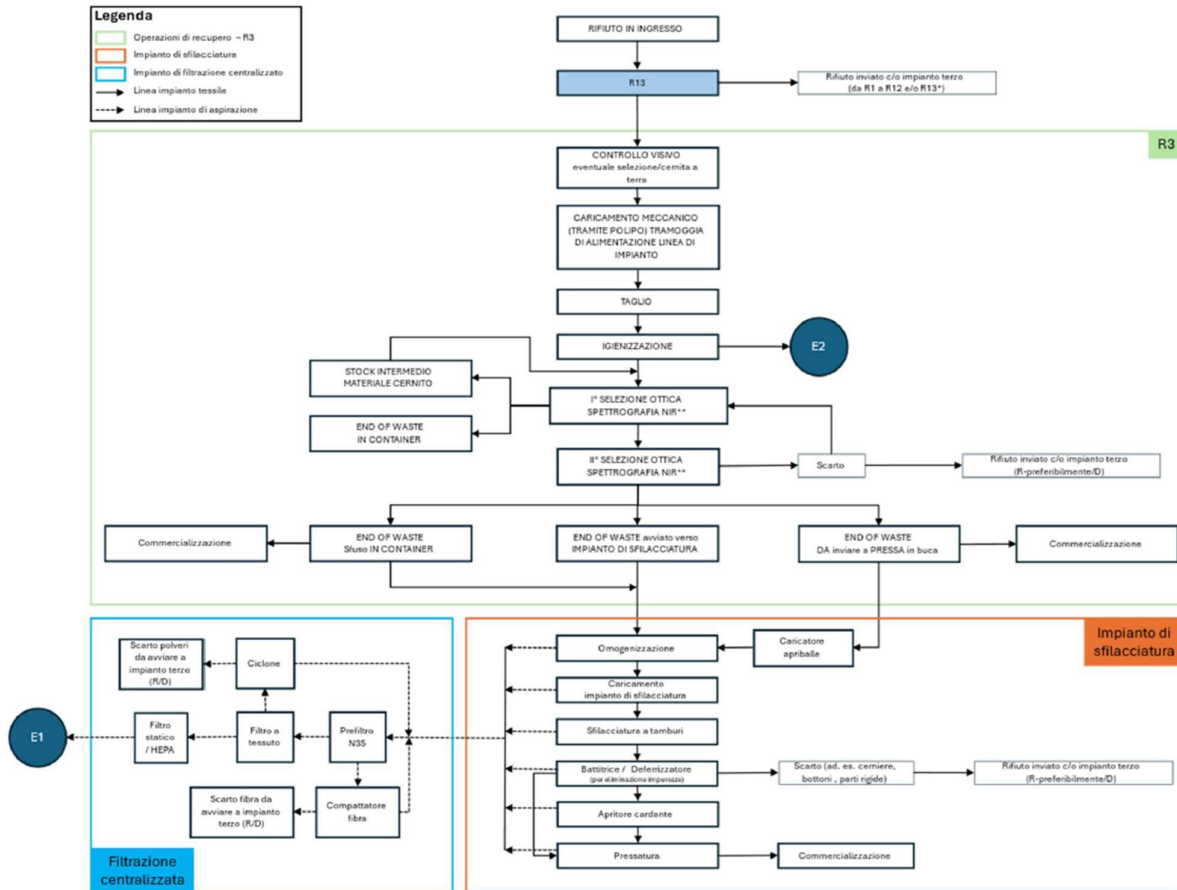 Legenda
Operazioni di recupero – R3
Impianto di sfilacciatura
Impianto di filtrazione centralizzato
Linea impianto tessile
Linea impianto di aspirazione
RIFIUTO IN INGRESSO
R13
Rifiuto inviato c/o impianto terzo
(da R1 a R12 e/o R13*)
R3
CONTROLLO VISIVO
eventuale selezione/cernita a
terra
CARICAMENTO MECCANICO
(TRAMITE POLIPO) TRAMOGGIA
DI ALIMENTAZIONE LINEA DI
IMPIANTO
TAGLIO
IGIENIZZAZIONE
E2
STOCK INTERMEDIO
MATERIALE CERNITO
I° SELEZIONE OTTICA
SPETTROGRAFIA NIR**
END OF WASTE
IN CONTAINER
II° SELEZIONE OTTICA
SPETTROGRAFIA NIR**
Scarto
Rifiuto inviato c/o impianto terzo
(R-preferibilmente/D)
Commercializzazione
END OF WASTE
Sfuso IN CONTAINER
END OF WASTE avviato verso
IMPIANTO DI SFILACCIATURA
END OF WASTE
DA inviare a PRESSA in buca
Commercializzazione
Impianto di
sfilacciatura
Scarto polveri
da avviare a
impianto terzo
(R/D)
Ciclone
Omogenizzazione
Caricatore
apriballe
Caricamento
impianto di sfilacciatura
E1
Filtro
statico
/ HEPA
Filtro a
tessuto
Prefiltro
N35
Sfilacciatura a tamburi
Battitrice / Deferrizzatore
(per eliminazione impurezze)
Scarto (ad. es. cerniere,
bottoni , parti rigide)
Rifiuto inviato c/o impianto terzo
(R-preferibilmente/D)
Scarto fibra da
avviare a impianto
terzo (R/D)
Compattatore
fibra
Apritore cardante
Pressatura
Commercializzazione
Filtrazione
centralizzata